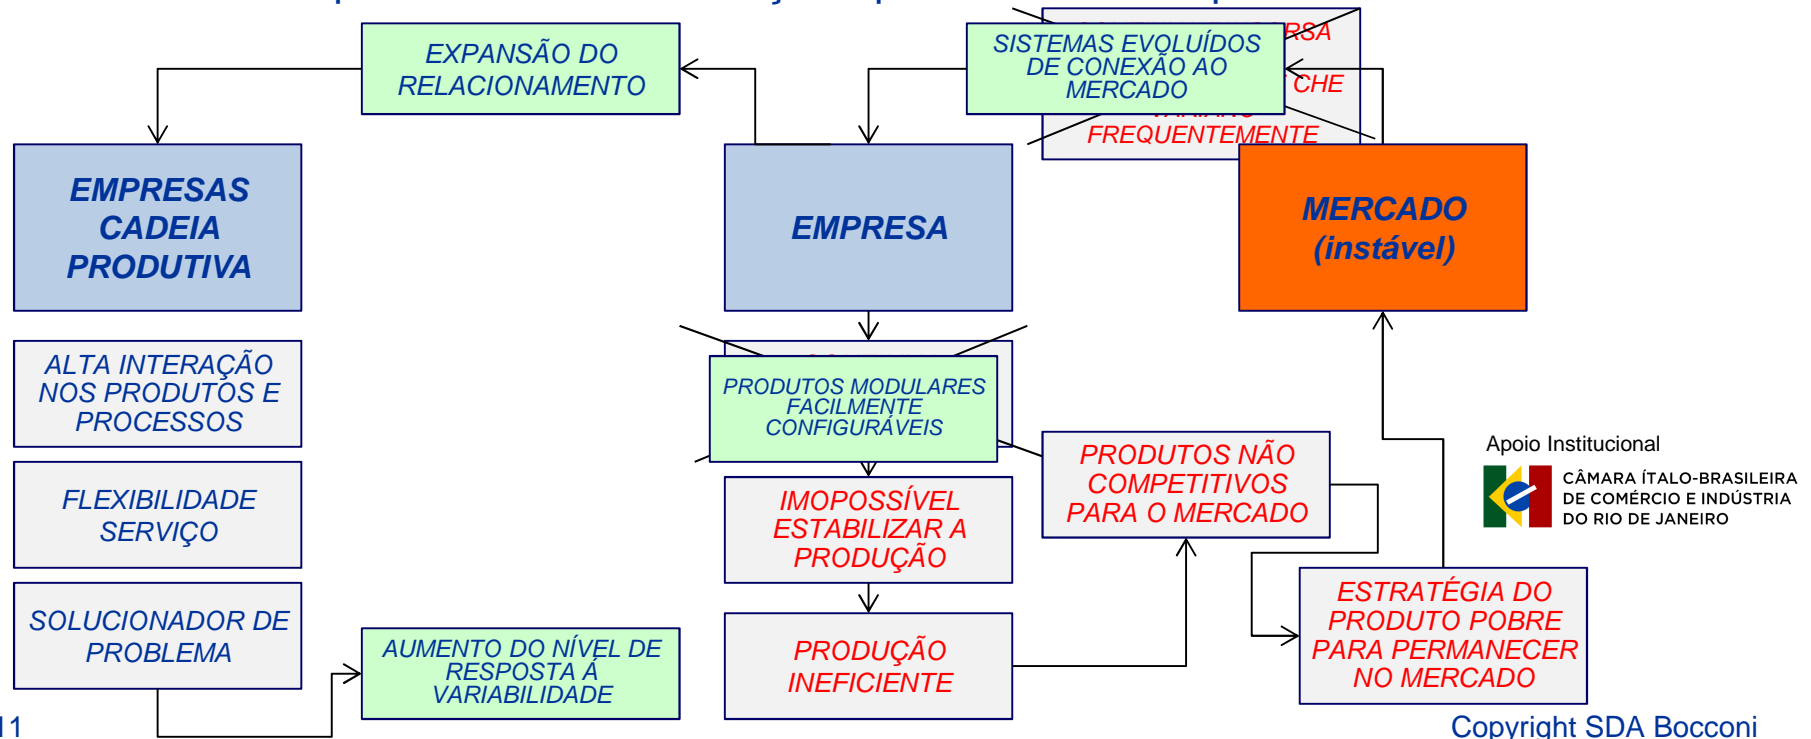 EXPANSÃO DO
RELACIONAMENTO
SISTEMAS EVOLUÍDOS
DE CONEXÃO AO
MERCADO
CHE
FREQUENTEMENTE
EMPRESAS
CADEIA
PRODUTIVA
EMPRESA
MERCADO
(instável)
ALTA INTERAÇÃO
NOS PRODUTOS E
PROCESSOS
FLEXIBILIDADE
SERVIÇO
SOLUCIONADOR DE
PROBLEMA
AUMENTO DO NÍVEL DE
RESPOSTA Á
VARIABILIDADE
PRODUTOS MODULARES
FACILMENTE
CONFIGURÁVEIS
IMOPOSSÍVEL
ESTABILIZAR A
PRODUÇÃO
PRODUÇÃO
INEFICIENTE
PRODUTOS NÃO
COMPETITIVOS
PARA O MERCADO
ESTRATÉGIA DO
PRODUTO POBRE
PARA PERMANECER
NO MERCADO
Apoio Institucional
CÂMARA ÍTALO-BRASILEIRA
DE COMÉRCIO E INDÚSTRIA
DO RIO DE JANEIRO
11
Copyright SDA Bocconi